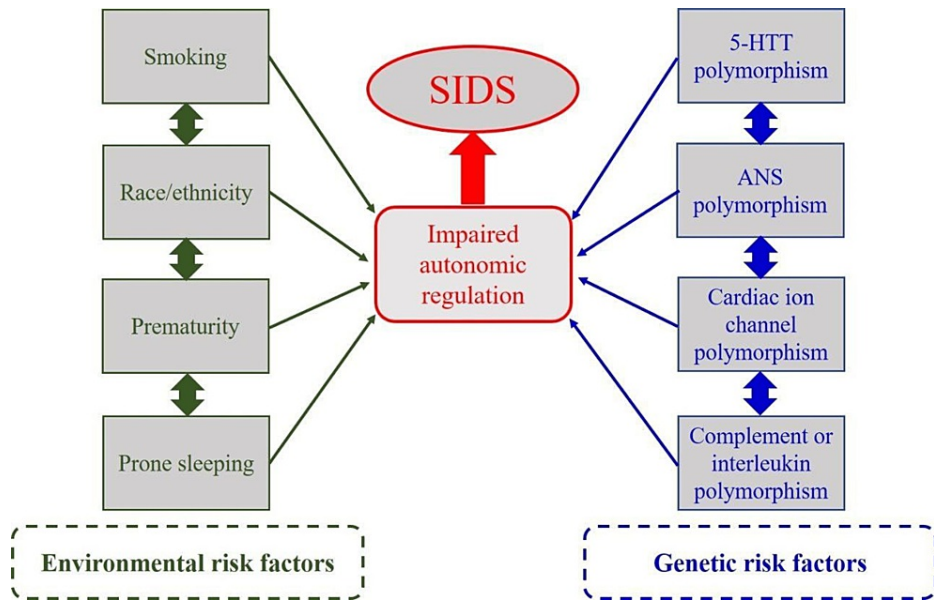 Smoking
Race/ethnicity
Prematurity
Prone sleeping
Environmental risk factors
SIDS
Impaired
autonomic
regulation
5-HTT
polymorphism
ANS
polymorphism
Cardiac ion
channel
polymorphism
Complement or
interleukin
polymorphism
Genetic risk factors